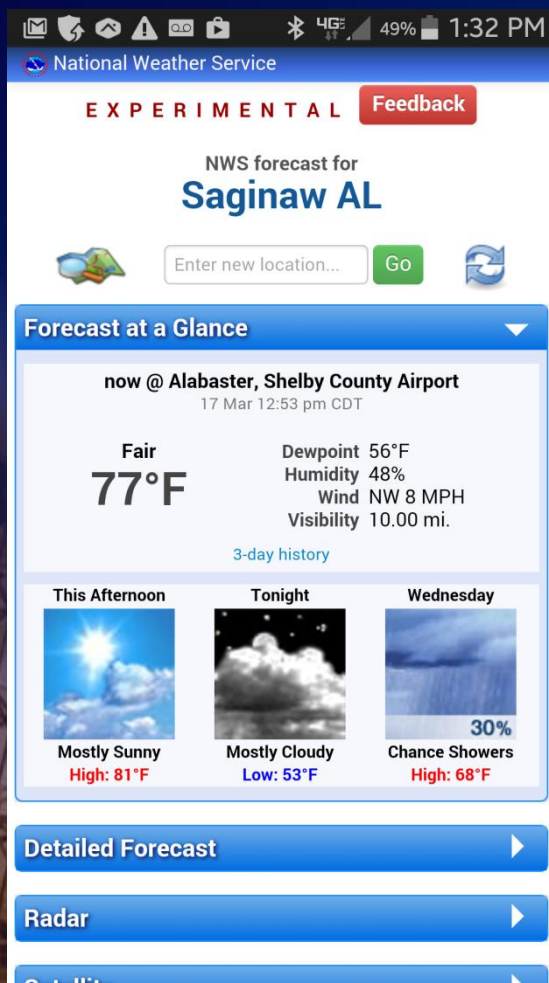 4G 49% 1:32 PM
National Weather Service
EXPERIMENTAL Feedback
NWS forecast for
Saginaw AL
Enter new location... Go
Forecast at a Glance
now @ Alabaster, Shelby County Airport
17 Mar 12:53 pm CDT
Fair
77°F
Dewpoint 56°F
Humidity 48%
Wind NW 8 MPH
Visibility 10.00 mi.
3-day history
This Afternoon Tonight Wednesday
30%
Mostly Sunny Mostly Cloudy Chance Showers
High: 81°F Low: 53°F High: 68°F
Detailed Forecast
Radar
Satellite